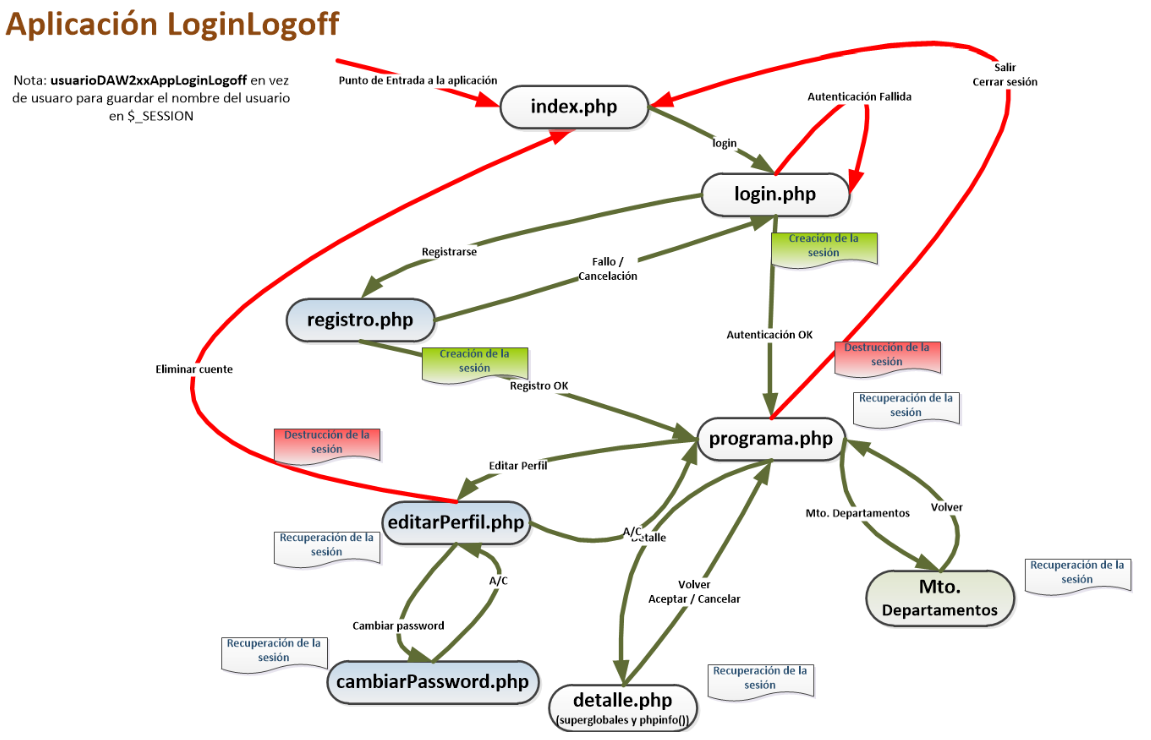 Aplicación LoginLogoff
Nota: usuarioDAW2xxAppLoginLogoff en vez
de usuaro para guardar el nombre del usuario
en $_SESSION
Punto de Entrada a la aplicación
index.php
Salir
Cerrar sesión
Autenticación Fallida
login
login.php
Creación de la
sesión
Registrarse
Fallo /
Cancelación
registro.php
Autenticación OK
Creación de la
sesión
Registro OK
Destrucción de la
sesión
Eliminar cuente
Recuperación de la
sesión
programa.php
Destrucción de la
sesión
Editar Perfil
editarPerfil.php
Mto. Departamentos
Volver
A/C
Detalle
Recuperación de la
sesión
Recuperación de la
sesión
Mto.
Departamentos
A/C
Volver
Aceptar / Cancelar
Cambiar password
Recuperación de la
sesión
cambiarPassword.php
Recuperación de la
sesión
detalle.php
(superglobales y phpinfo())